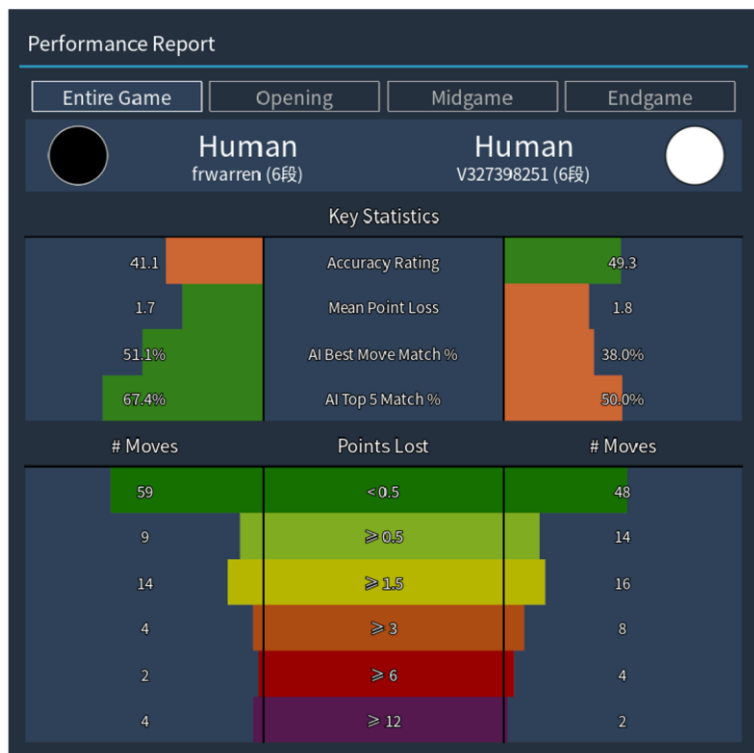 Performance Report
Entire Game Opening Midgame Endgame
Human Human
frwarren (6段) V327398251 (6段)
Key Statistics
41.1 Accuracy Rating 49.3
1.7 Mean Point Loss 1.8
51.1% AI Best Move Match % 38.0%
67.4% AI Top 5 Match % 50.0%
# Moves Points Lost # Moves
59 < 0.5 48
9 ⩾ 0.5 14
14 ⩾ 1.5 16
4 ⩾ 3 8
2 ⩾ 6 4
4 ⩾ 12 2